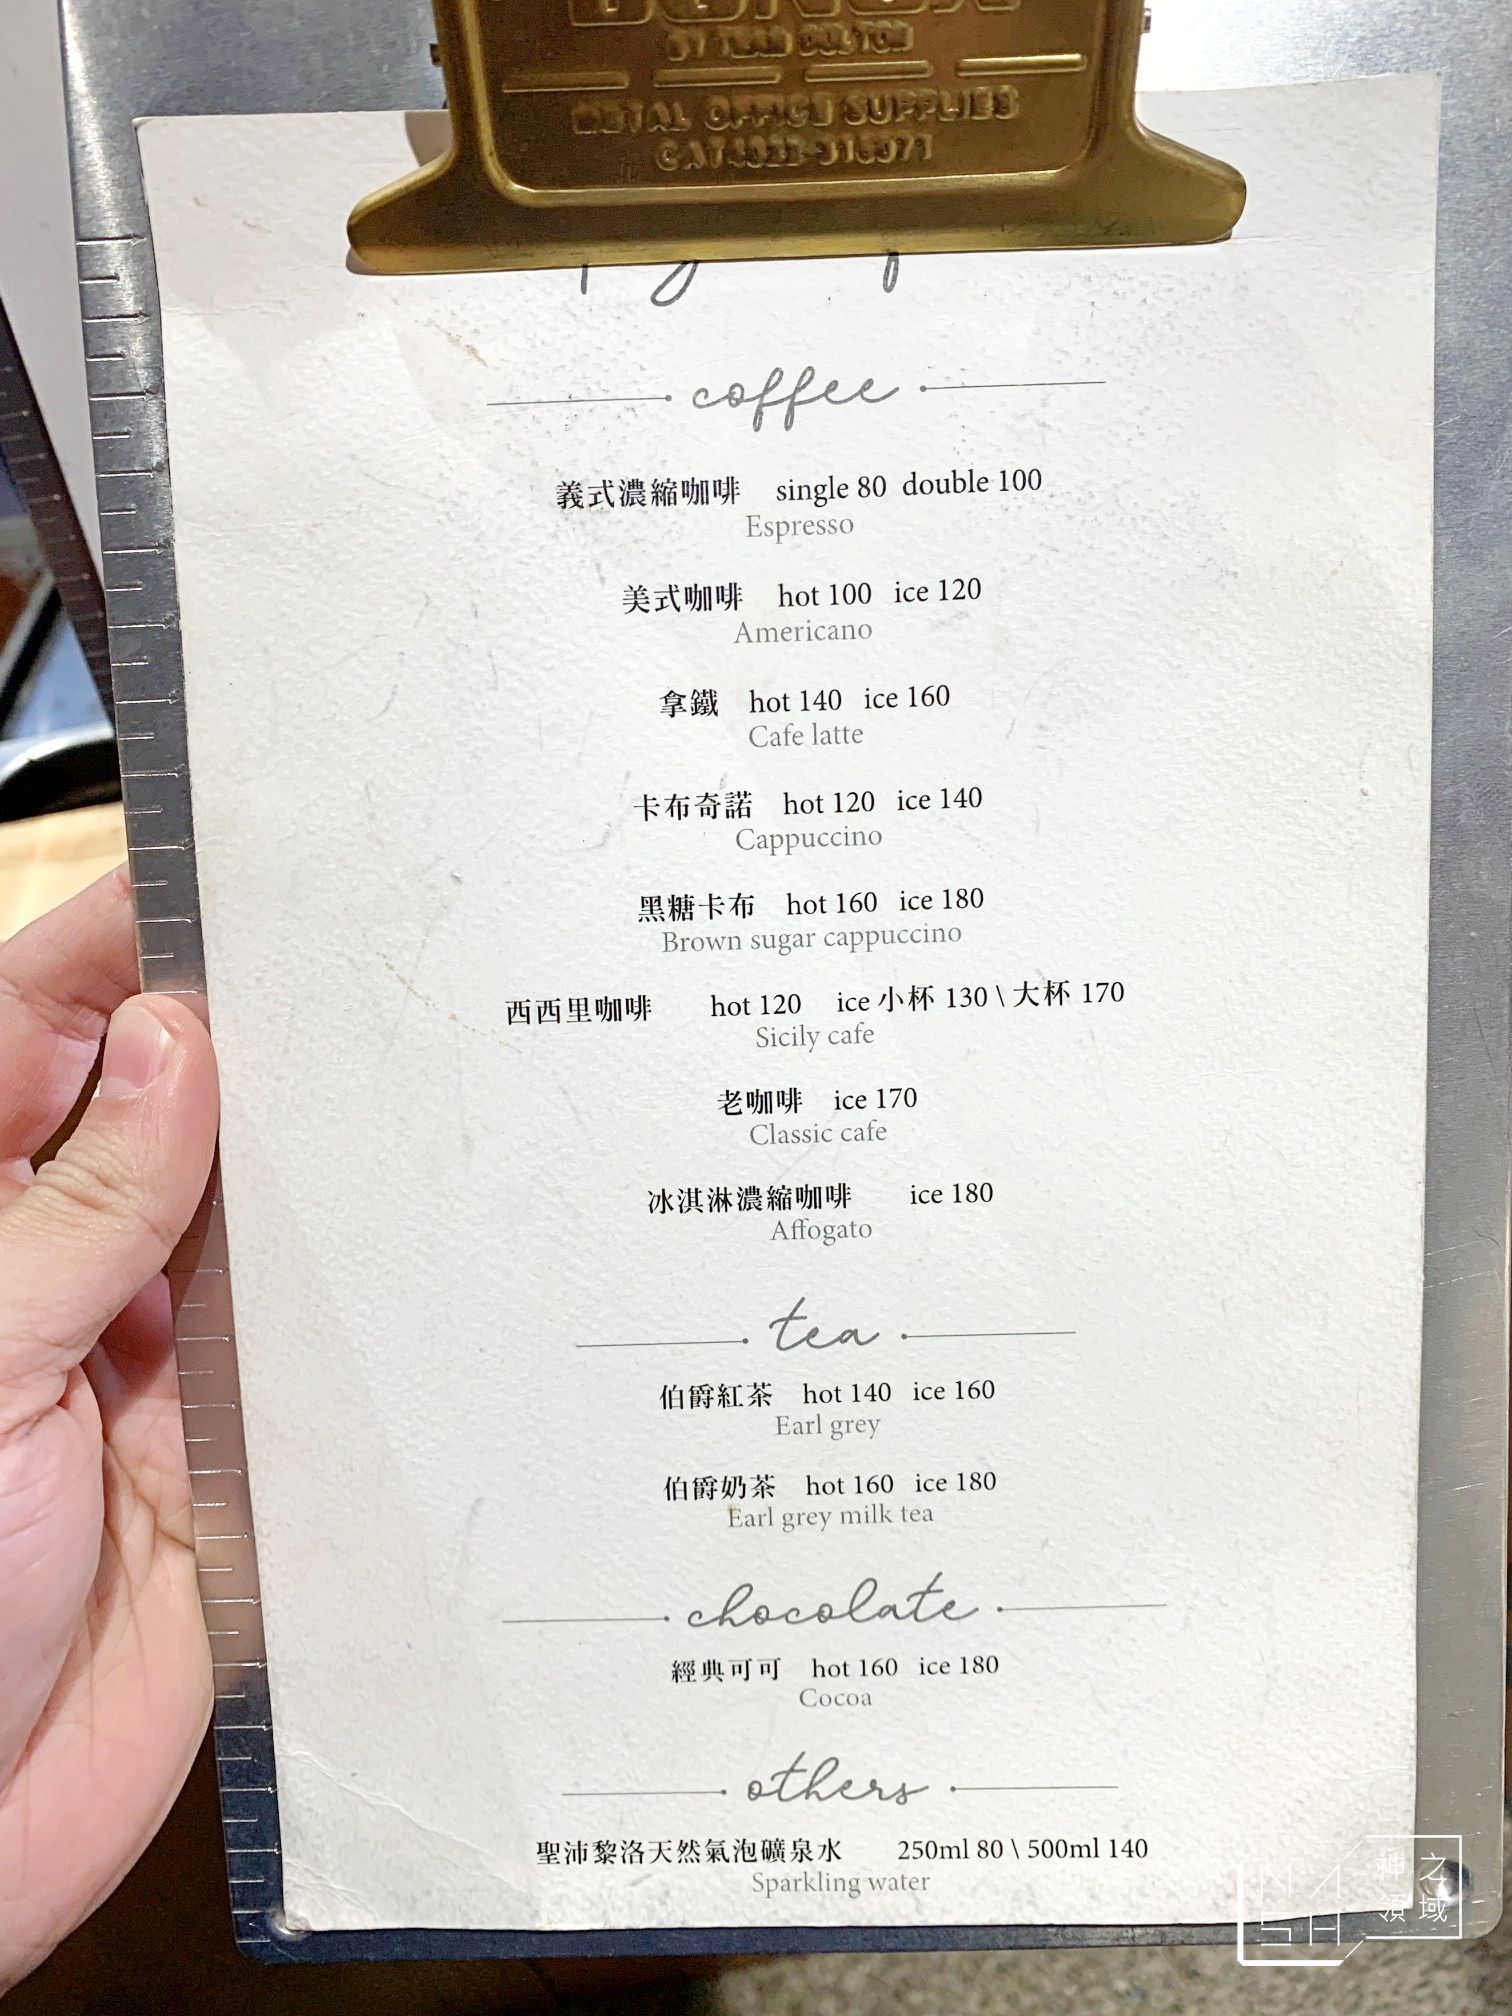 BY TEAM DULTON
METAL OFFICE SUPPLIES
coffee
義式濃縮咖啡 single 80 double 100
Espresso
美式咖啡 hot 100 ice 120
Americano
拿鐵 hot 140 ice 160
Cafe latte
卡布奇諾 hot 120 ice 140
Cappuccino
黑糖卡布 hot 160 ice 180
Brown sugar cappuccino
西西里咖啡 hot 120 ice 小杯 130 \ 大杯 170
Sicily cafe
老咖啡 ice 170
Classic cafe
冰淇淋濃縮咖啡 ice 180
Affogato
tea
伯爵紅茶 hot 140 ice 160
Earl grey
伯爵奶茶 hot 160 ice 180
Earl grey milk tea
chocolate
經典可可 hot 160 ice 180
Cocoa
others
聖沛黎洛天然氣泡礦泉水 250ml 80 \ 500ml 140
Sparkling water
神之
領域